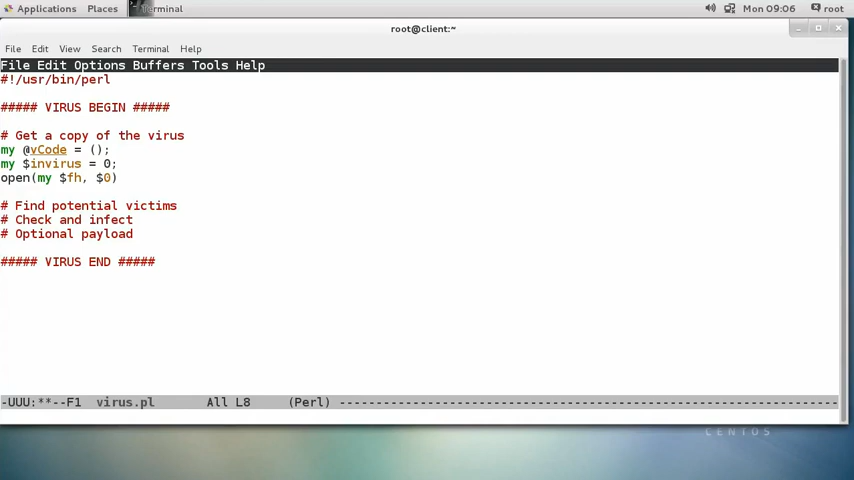 Applications Places Terminal Mon 09:06 root
root@client:~
File Edit View Search Terminal Help
File Edit Options Buffers Tools Help
#!/usr/bin/perl
##### VIRUS BEGIN #####
# Get a copy of the virus
my @vCode = ();
my $invirus = 0;
open(my $fh, $0)
# Find potential victims
# Check and infect
# Optional payload
##### VIRUS END #####
-UUU:**--F1 virus.pl All L8 (Perl) --------------------------------------------------------------------
CENTOS